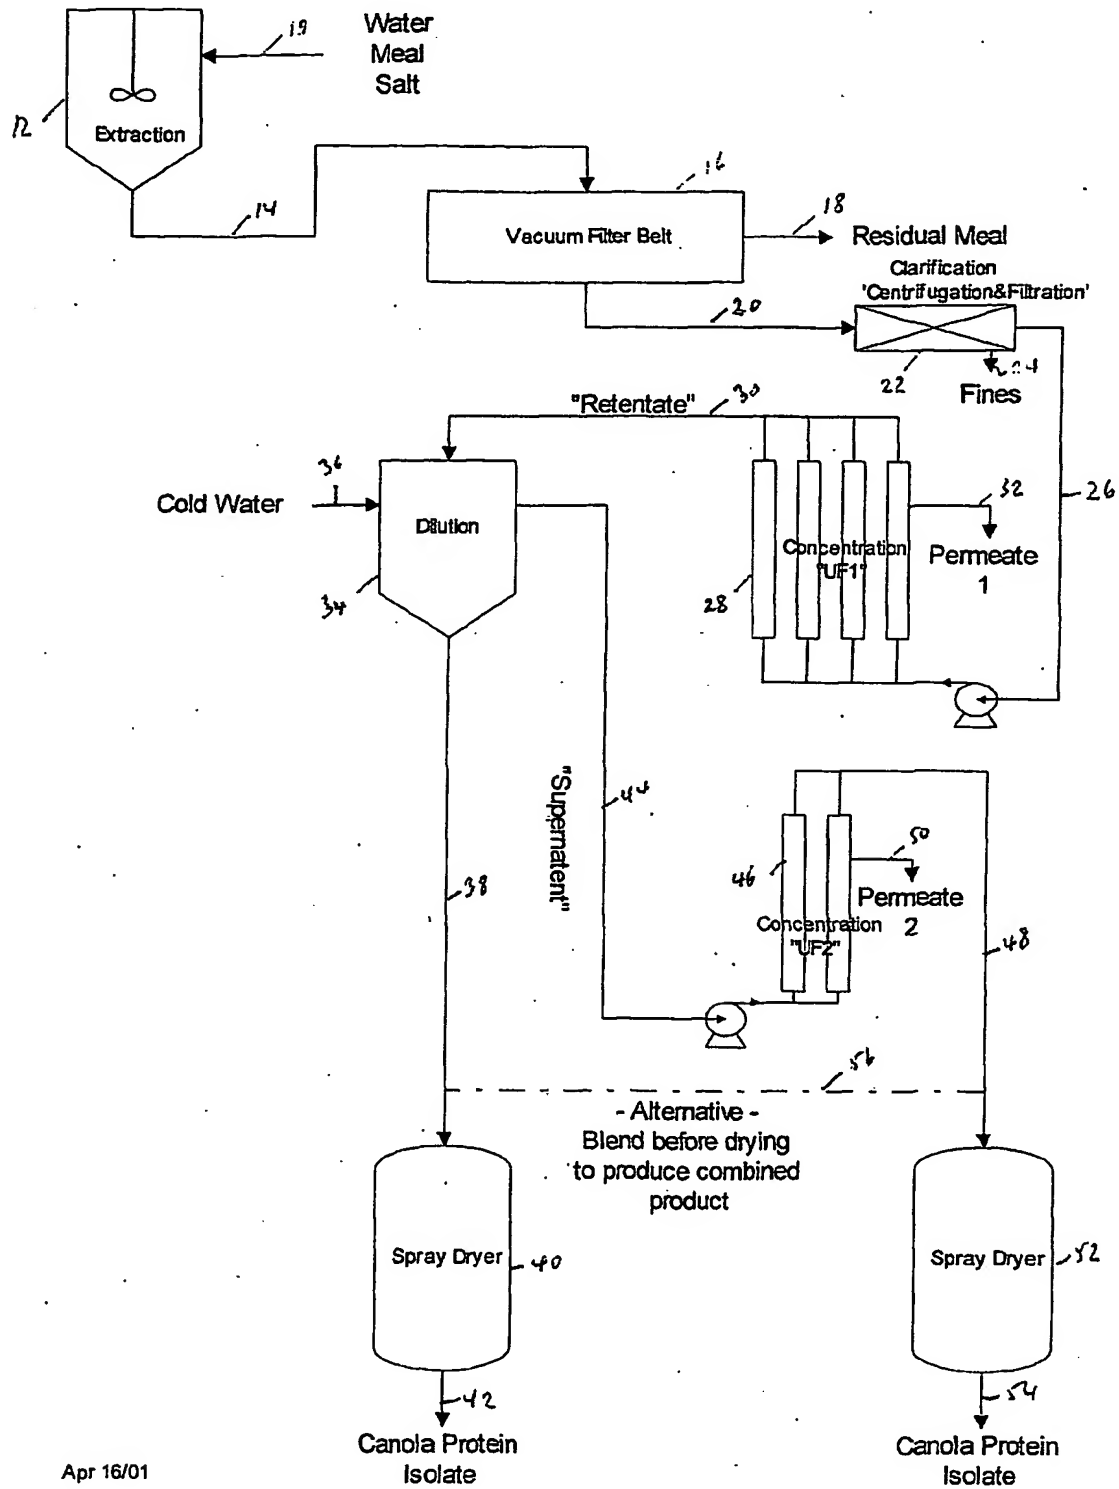 Water
Meal
Salt
19
12
Extraction
14
16
Vacuum Filter Belt
18
Residual Meal
Clarification
'Centrifugation&Filtration'
20
22
24
Fines
"Retentate"
30
36
Cold Water
Dilution
34
32
26
Concentration
"UF1"
28
Permeate
1
"Supernatent"
44
38
46
50
Permeate
2
Concentration
"UF2"
48
56
- Alternative -
Blend before drying
to produce combined
product
Spray Dryer
40
Spray Dryer
52
42
54
Canola Protein
Isolate
Canola Protein
Isolate
Apr 16/01